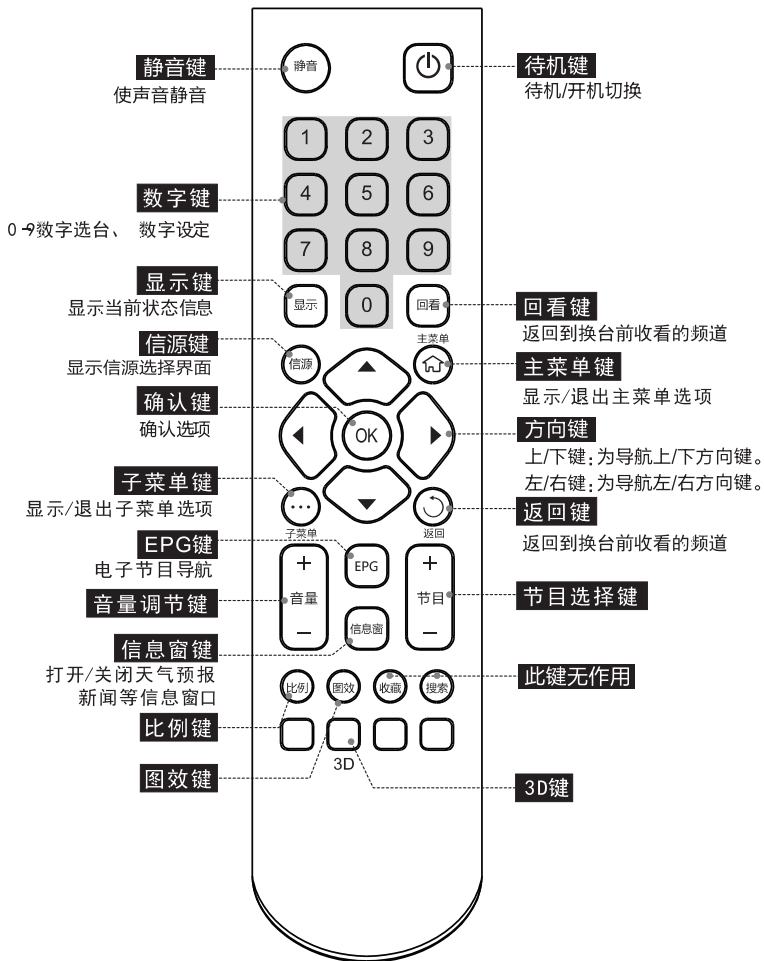 静音键
使声音静音
数字键
0-9数字选台、 数字设定
显示键
显示当前状态信息
信源键
显示信源选择界面
确认键
确认选项
子菜单键
显示/退出子菜单选项
EPG键
电子节目导航
音量调节键
信息窗键
打开/关闭天气预报
新闻等信息窗口
比例键
图效键
静音
1 2 3
4 5 6
7 8 9
显示 0 回看
主菜单
信源
OK
子菜单 返回
+ EPG +
音量 节目
信息窗
— —
比例 图效 收藏 搜索
3D
待机键
待机/开机切换
回看键
返回到换台前收看的频道
主菜单键
显示/退出主菜单选项
方向键
上/下键:为导航上/下方向键。
左/右键:为导航左/右方向键。
返回键
返回到换台前收看的频道
节目选择键
此键无作用
3D键